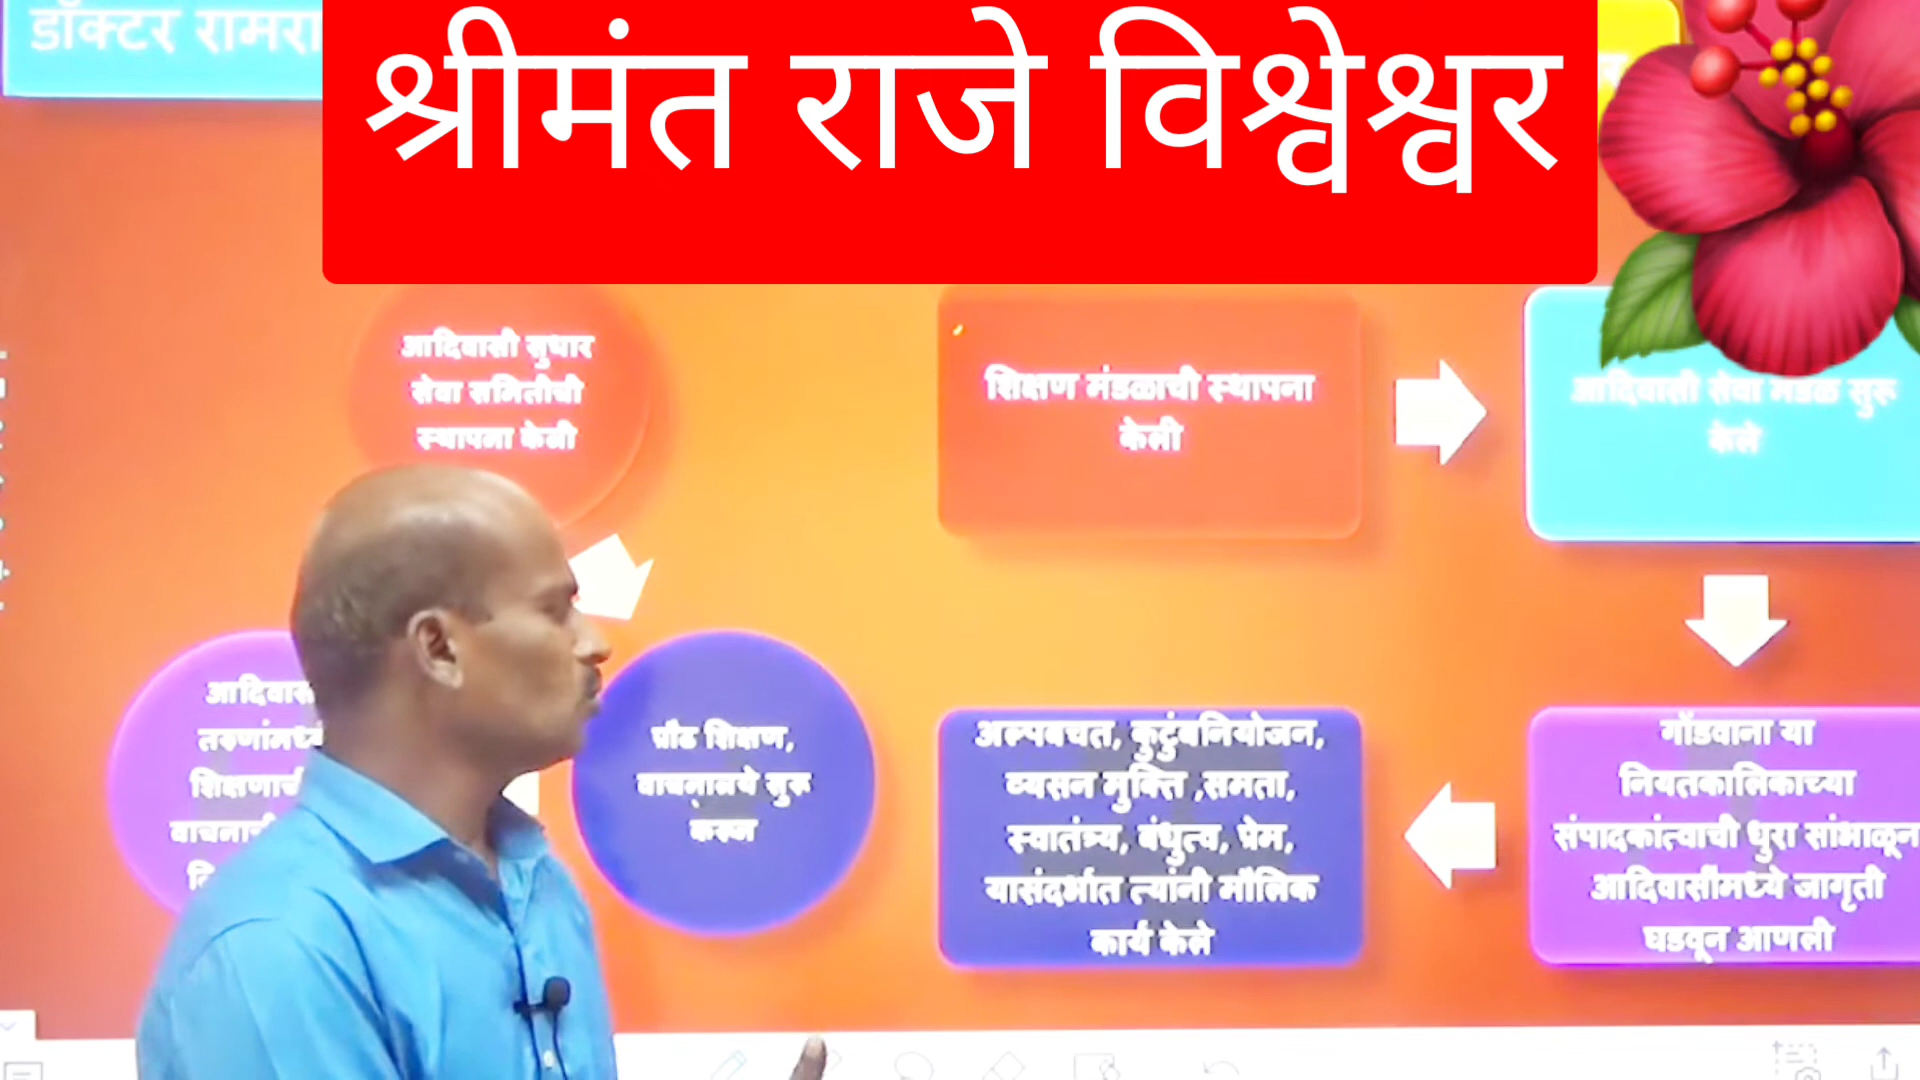 डॉक्टर रामरा
श्रीमंत राजे विश्वेश्वर
आदिवासी सुधार
सेवा समितीची
स्थापना केली
शिक्षण मंडळाची स्थापना
केली
आदिवासी सेवा मंडळ सुरू
केले
आदिवास
तरुणांमध्ये
शिक्षणाची
प्रौढ शिक्षण,
वाचनालये सुरू
करून
अल्पबचत, कुटुंबनियोजन,
व्यसन मुक्ति ,समता,
स्वातंत्र्य, बंधुत्व, प्रेम,
यासंदर्भात त्यांनी मौलिक
कार्य केले
गोंडवाना या
नियतकालिकाच्या
संपादकांत्वाची धुरा सांभाळून
आदिवासींमध्ये जागृती
घडवून आणली